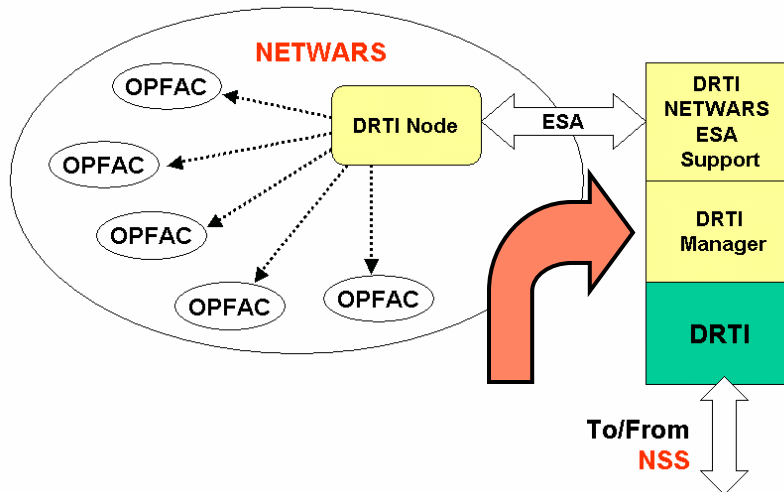 NETWARS
OPFAC
OPFAC
OPFAC
OPFAC
OPFAC
DRTI Node
ESA
DRTI
NETWARS
ESA
Support
DRTI
Manager
DRTI
To/From
NSS